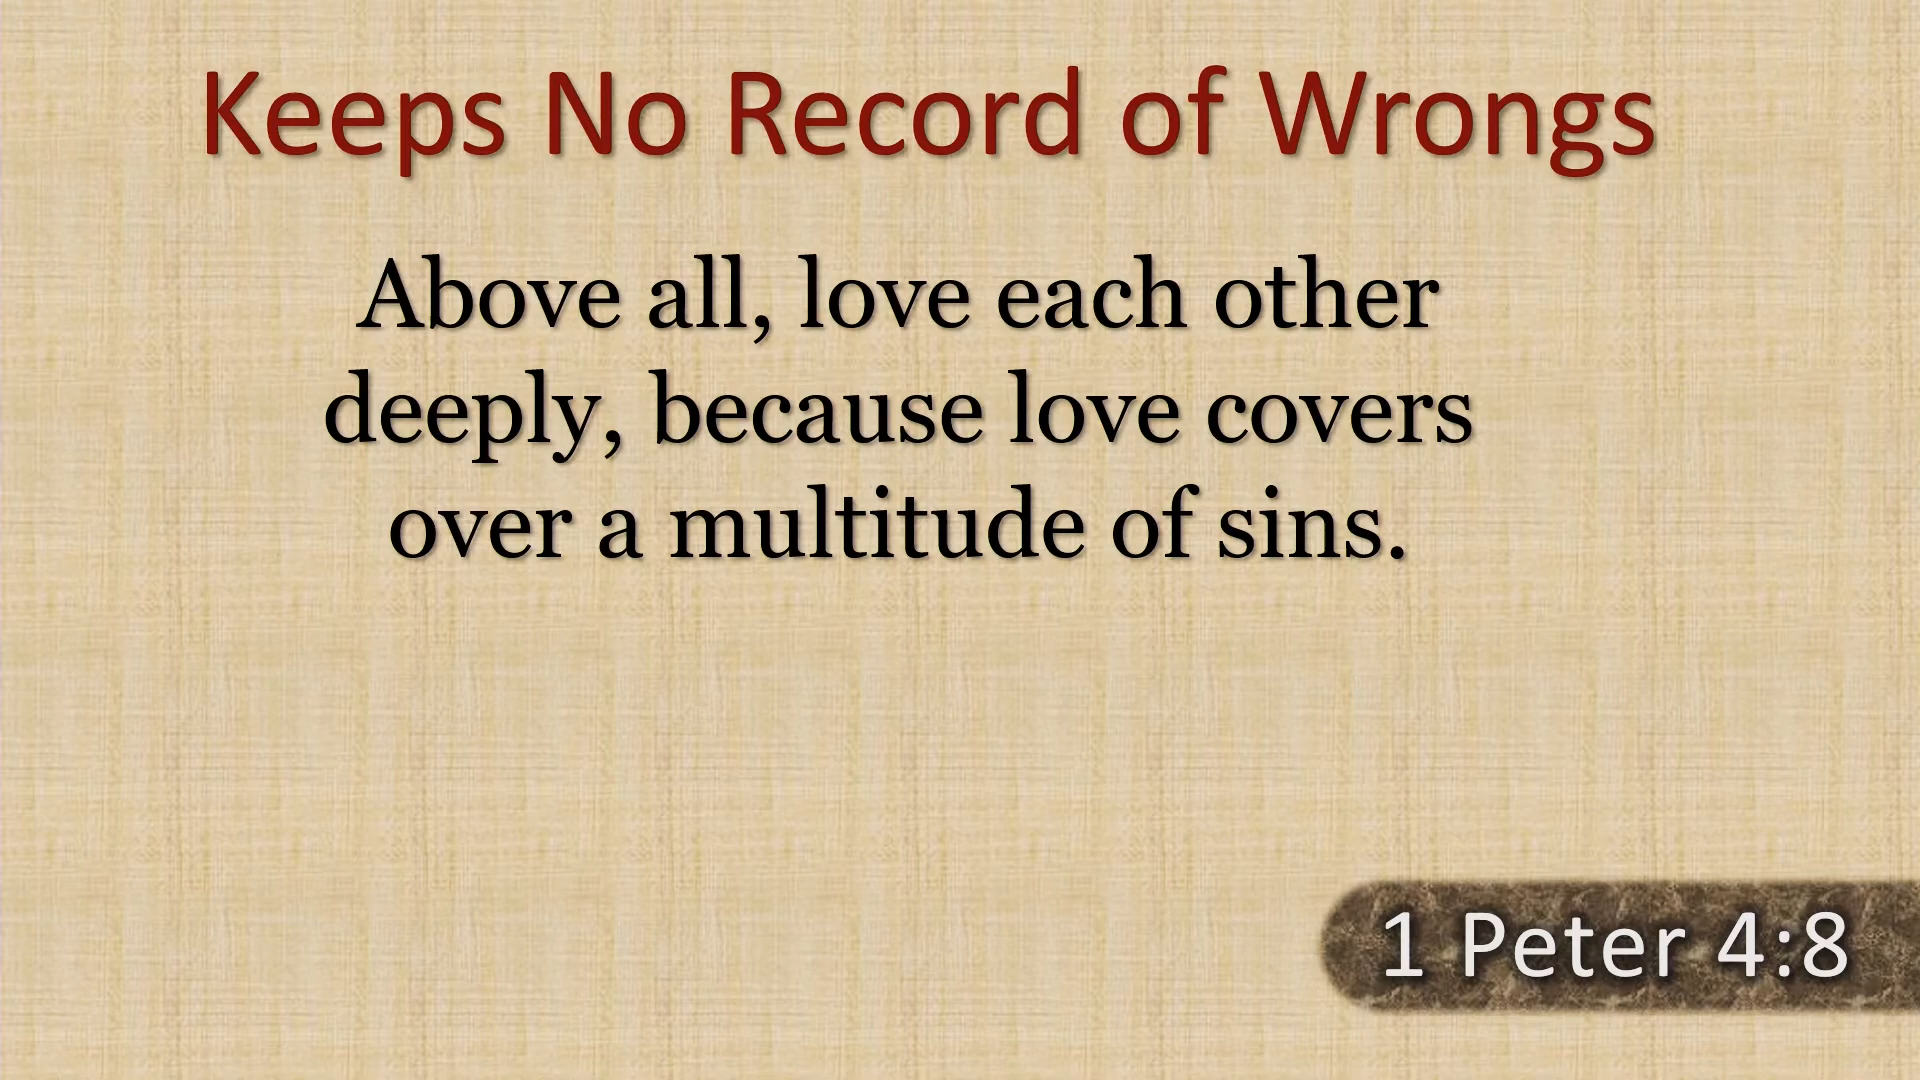 Keeps No Record of Wrongs
Above all, love each other
deeply, because love covers
over a multitude of sins.
1 Peter 4:8